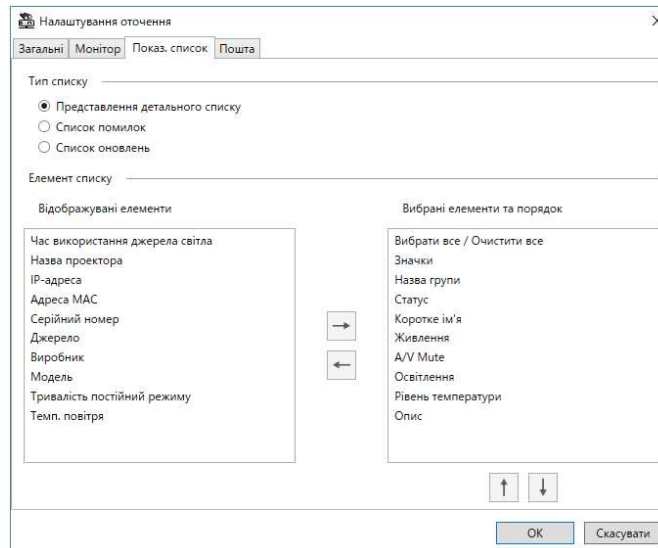 Налаштування оточення
Загальні Монітор Показ. список Пошта
Тип списку
Представлення детального списку
Список помилок
Список оновлень
Елемент списку
Відображувані елементи
Час використання джерела світла
Назва проектора
IP-адреса
Адреса MAC
Серійний номер
Джерело
Виробник
Модель
Тривалість постійний режиму
Темп. повітря
Вибрані елементи та порядок
Вибрати все / Очистити все
Значки
Назва групи
Статус
Коротке ім'я
Живлення
A/V Mute
Освітлення
Рівень температури
Опис
OK Скасувати